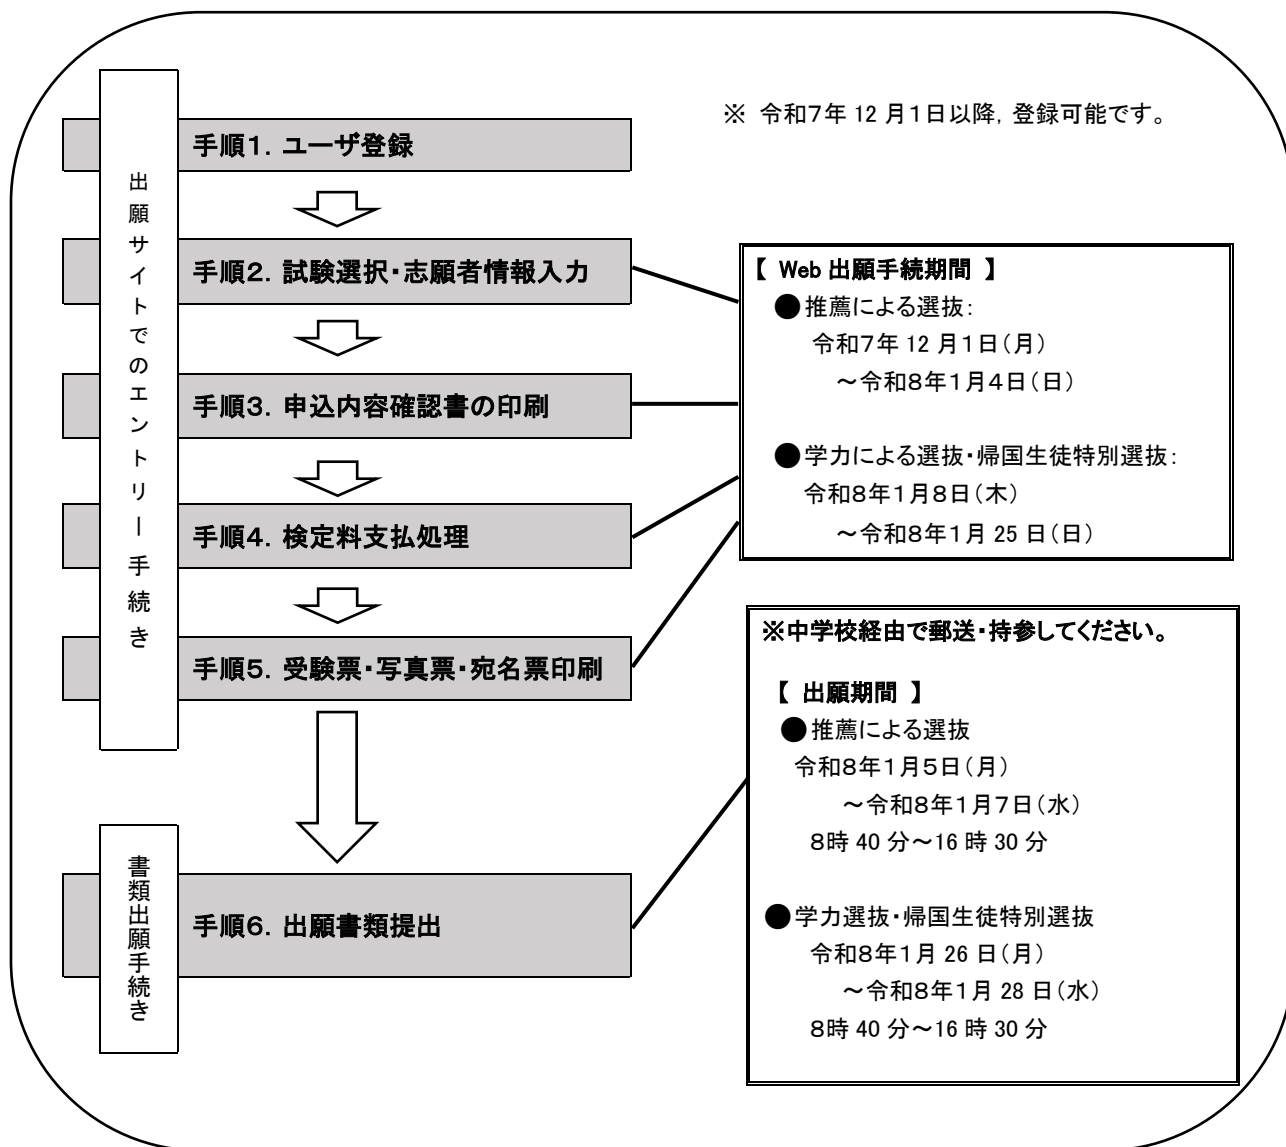 ※ 令和7年 12 月1日以降, 登録可能です。
出願サイトでのエントリー手続き
手順1. ユーザ登録
手順2. 試験選択・志願者情報入力
手順3. 申込内容確認書の印刷
手順4. 検定料支払処理
手順5. 受験票・写真票・宛名票印刷
【 Web 出願手続期間 】
●推薦による選抜:
令和7年 12 月1日(月)
~令和8年1月4日(日)
●学力による選抜・帰国生徒特別選抜:
令和8年1月8日(木)
~令和8年1月 25 日(日)
書類出願手続き
手順6. 出願書類提出
※中学校経由で郵送・持参してください。
【 出願期間 】
●推薦による選抜
令和8年1月5日(月)
~令和8年1月7日(水)
8時 40 分~16 時 30 分
●学力選抜・帰国生徒特別選抜
令和8年1月 26 日(月)
~令和8年1月 28 日(水)
8時 40 分~16 時 30 分